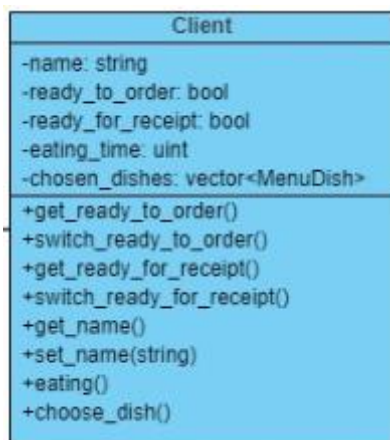 Client
-name: string
-ready_to_order: bool
-ready_for_receipt: bool
-eating_time: uint
-chosen_dishes: vector<MenuDish>
+get_ready_to_order()
+switch_ready_to_order()
+get_ready_for_receipt()
+switch_ready_for_receipt()
+get_name()
+set_name(string)
+eating()
+choose_dish()